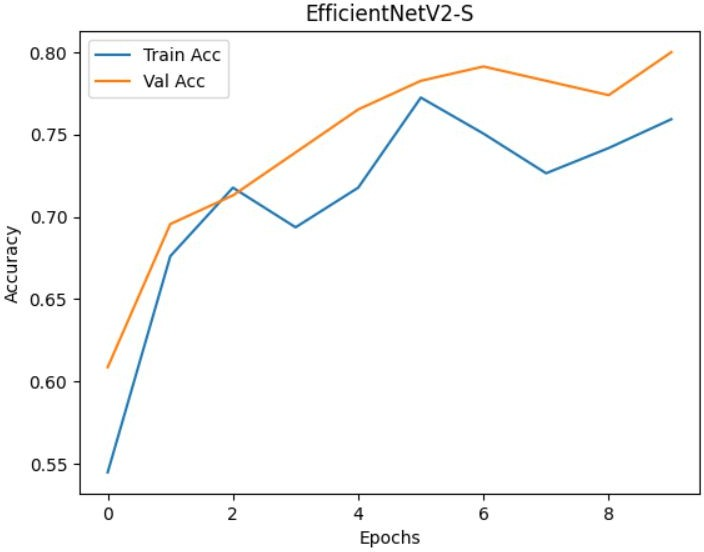 EfficientNetV2-S
Train Acc
Val Acc
Accuracy
0.80
0.75
0.70
0.65
0.60
0.55
0 2 4 6 8
Epochs